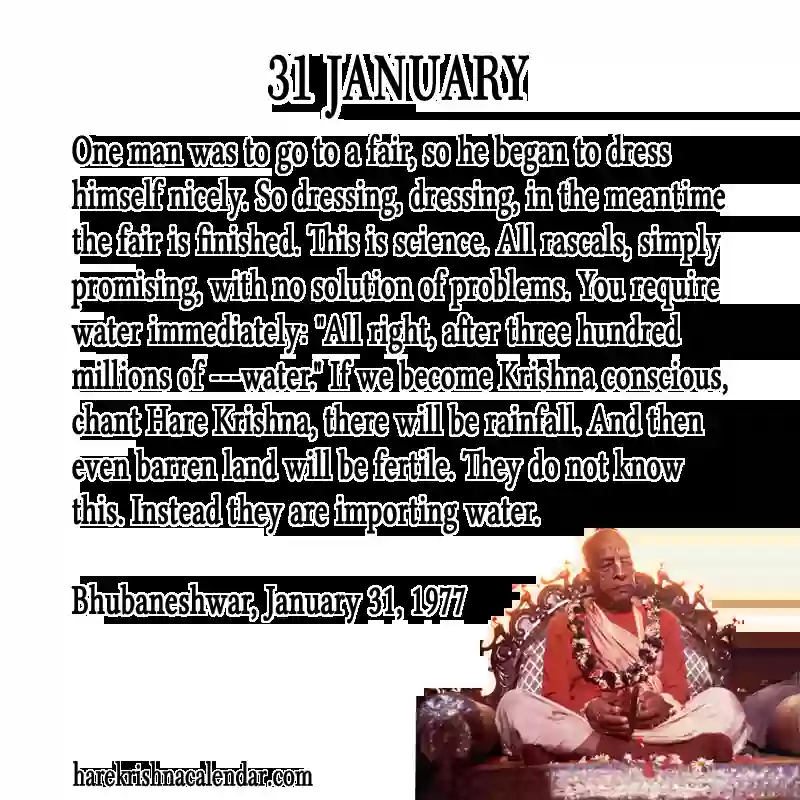 31 JANUARY
One man was to go to a fair, so he began to dress
himself nicely. So dressing, dressing, in the meantime
the fair is finished. This is science. All rascals, simply
promising, with no solution of problems. You require
water immediately: "All right, after three hundred
millions of ---water." If we become Krishna conscious,
chant Hare Krishna, there will be rainfall. And then
even barren land will be fertile. They do not know
this. Instead they are importing water.
Bhubaneshwar, January 31, 1977
harekrishnacalendar.com